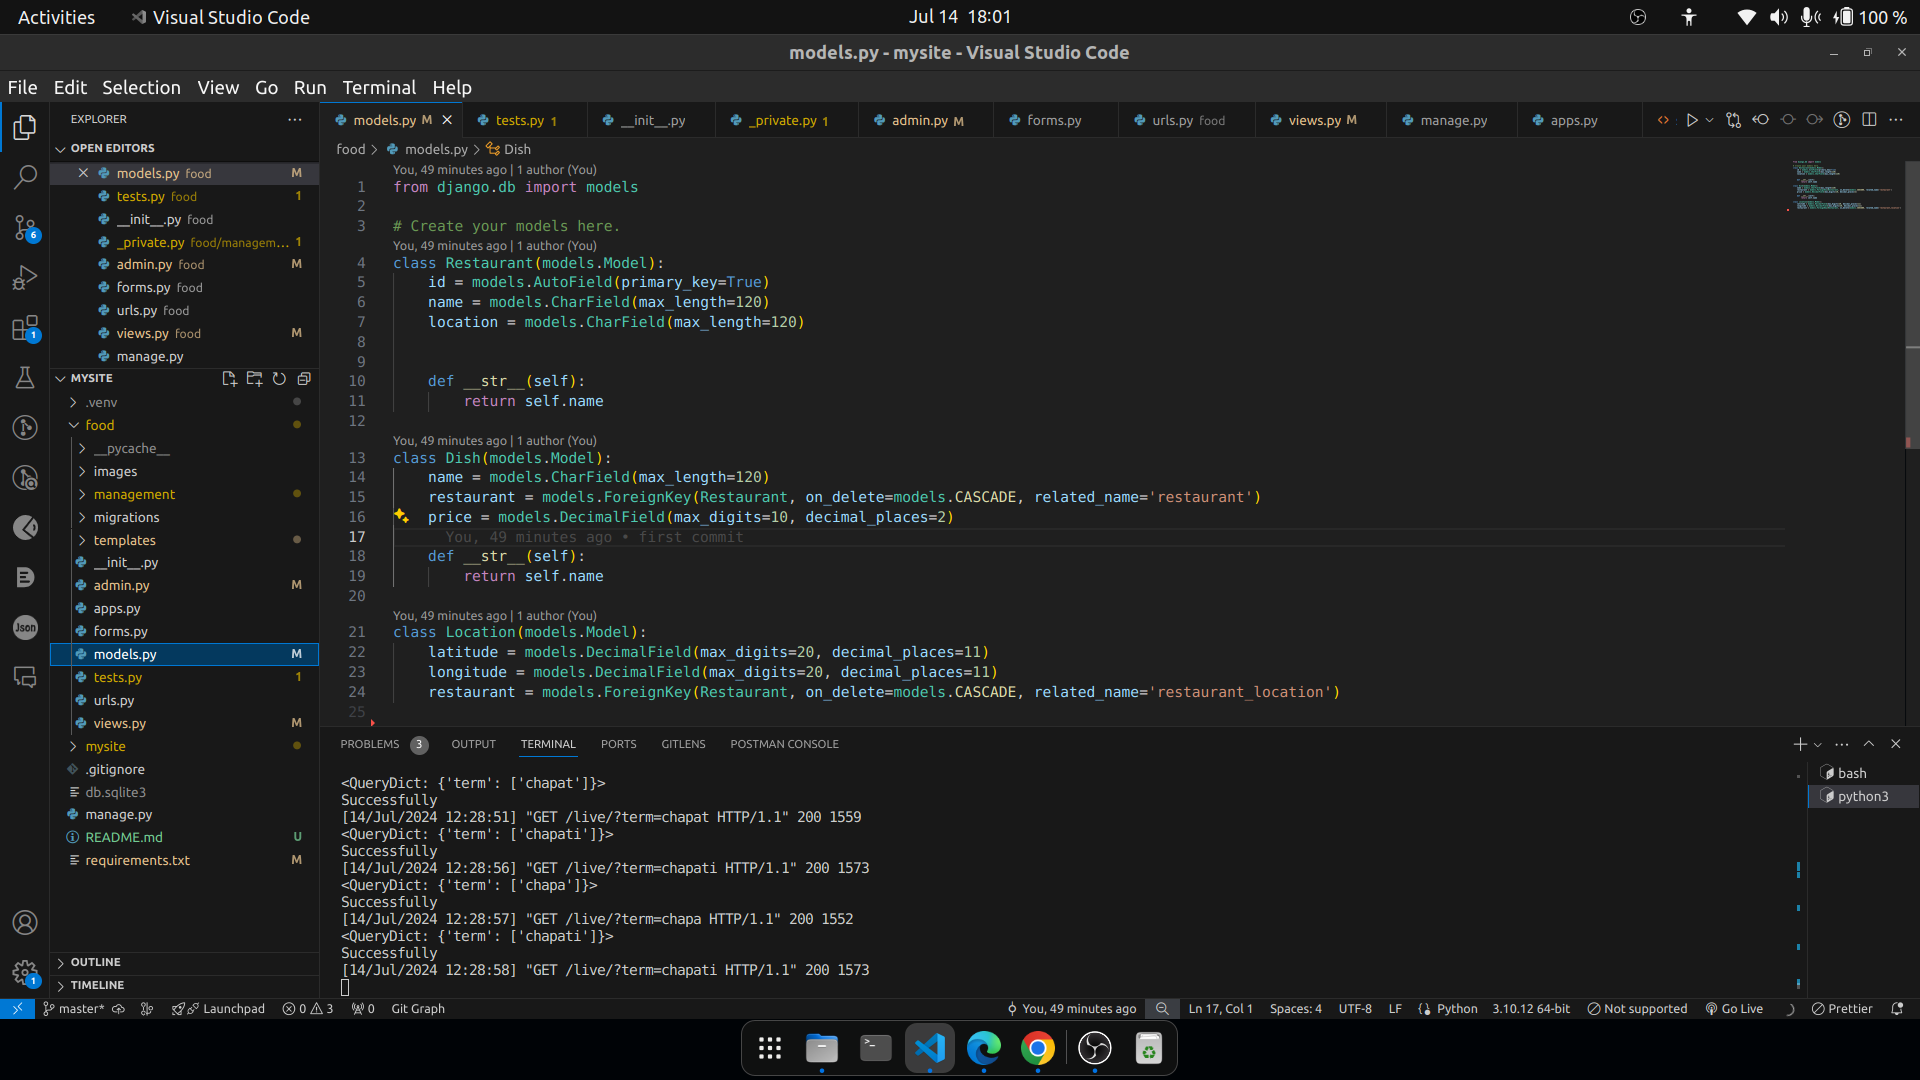 Activities
Visual Studio Code
Jul 14 18:01
100 %
models.py - mysite - Visual Studio Code
File Edit Selection View Go Run Terminal Help
EXPLORER
models.py M
tests.py 1
__init__.py
_private.py 1
admin.py M
forms.py
urls.py food
views.py M
manage.py
apps.py
OPEN EDITORS
models.py food M
tests.py food 1
__init__.py food
_private.py food/managem... 1
admin.py food M
forms.py food
urls.py food
views.py food M
manage.py
MYSITE
.venv
food
__pycache__
images
management
migrations
templates
__init__.py
admin.py M
apps.py
forms.py
models.py M
tests.py 1
urls.py
views.py M
mysite
.gitignore
db.sqlite3
manage.py
README.md U
requirements.txt M
OUTLINE
TIMELINE
6
1
Json
1
food > models.py > Dish
You, 49 minutes ago | 1 author (You)
1 from django.db import models
2
3 # Create your models here.
You, 49 minutes ago | 1 author (You)
4 class Restaurant(models.Model):
5 id = models.AutoField(primary_key=True)
6 name = models.CharField(max_length=120)
7 location = models.CharField(max_length=120)
8
9
10 def __str__(self):
11 return self.name
12
You, 49 minutes ago | 1 author (You)
13 class Dish(models.Model):
14 name = models.CharField(max_length=120)
15 restaurant = models.ForeignKey(Restaurant, on_delete=models.CASCADE, related_name='restaurant')
16 price = models.DecimalField(max_digits=10, decimal_places=2)
17 You, 49 minutes ago • first commit
18 def __str__(self):
19 return self.name
20
You, 49 minutes ago | 1 author (You)
21 class Location(models.Model):
22 latitude = models.DecimalField(max_digits=20, decimal_places=11)
23 longitude = models.DecimalField(max_digits=20, decimal_places=11)
24 restaurant = models.ForeignKey(Restaurant, on_delete=models.CASCADE, related_name='restaurant_location')
25
PROBLEMS 3 OUTPUT TERMINAL PORTS GITLENS POSTMAN CONSOLE
<QueryDict: {'term': ['chapat']}>
Successfully
[14/Jul/2024 12:28:51] "GET /live/?term=chapat HTTP/1.1" 200 1559
<QueryDict: {'term': ['chapati']}>
Successfully
[14/Jul/2024 12:28:56] "GET /live/?term=chapati HTTP/1.1" 200 1573
<QueryDict: {'term': ['chapa']}>
Successfully
[14/Jul/2024 12:28:57] "GET /live/?term=chapa HTTP/1.1" 200 1552
<QueryDict: {'term': ['chapati']}>
Successfully
[14/Jul/2024 12:28:58] "GET /live/?term=chapati HTTP/1.1" 200 1573
bash
python3
master* Launchpad 0 3 0 Git Graph
You, 49 minutes ago Ln 17, Col 1 Spaces: 4 UTF-8 LF Python 3.10.12 64-bit Not supported Go Live Prettier